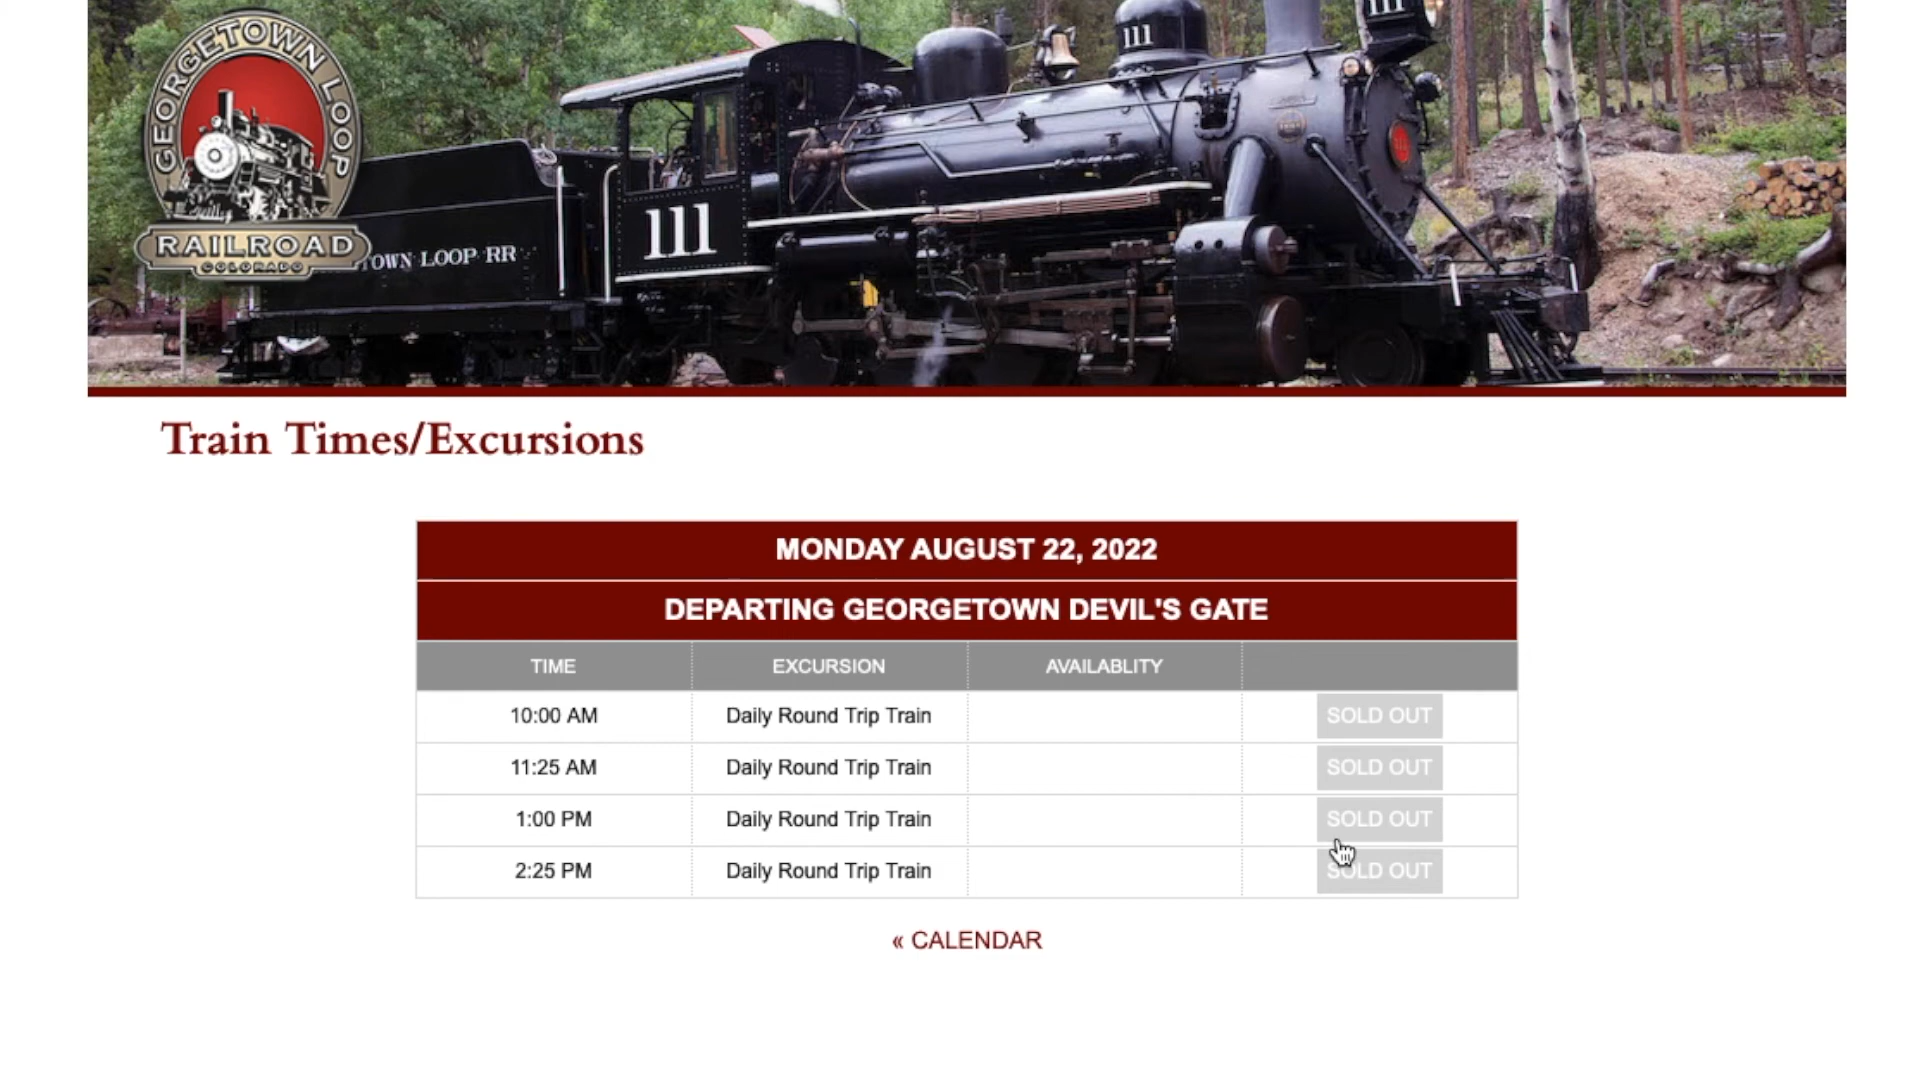 GEORGETOWN LOOP
RAILROAD
COLORADO
TOWN LOOP RR
111
111
111
Train Times/Excursions
MONDAY AUGUST 22, 2022
DEPARTING GEORGETOWN DEVIL'S GATE
TIME EXCURSION AVAILABLITY
10:00 AM Daily Round Trip Train SOLD OUT
11:25 AM Daily Round Trip Train SOLD OUT
1:00 PM Daily Round Trip Train SOLD OUT
2:25 PM Daily Round Trip Train SOLD OUT
« CALENDAR